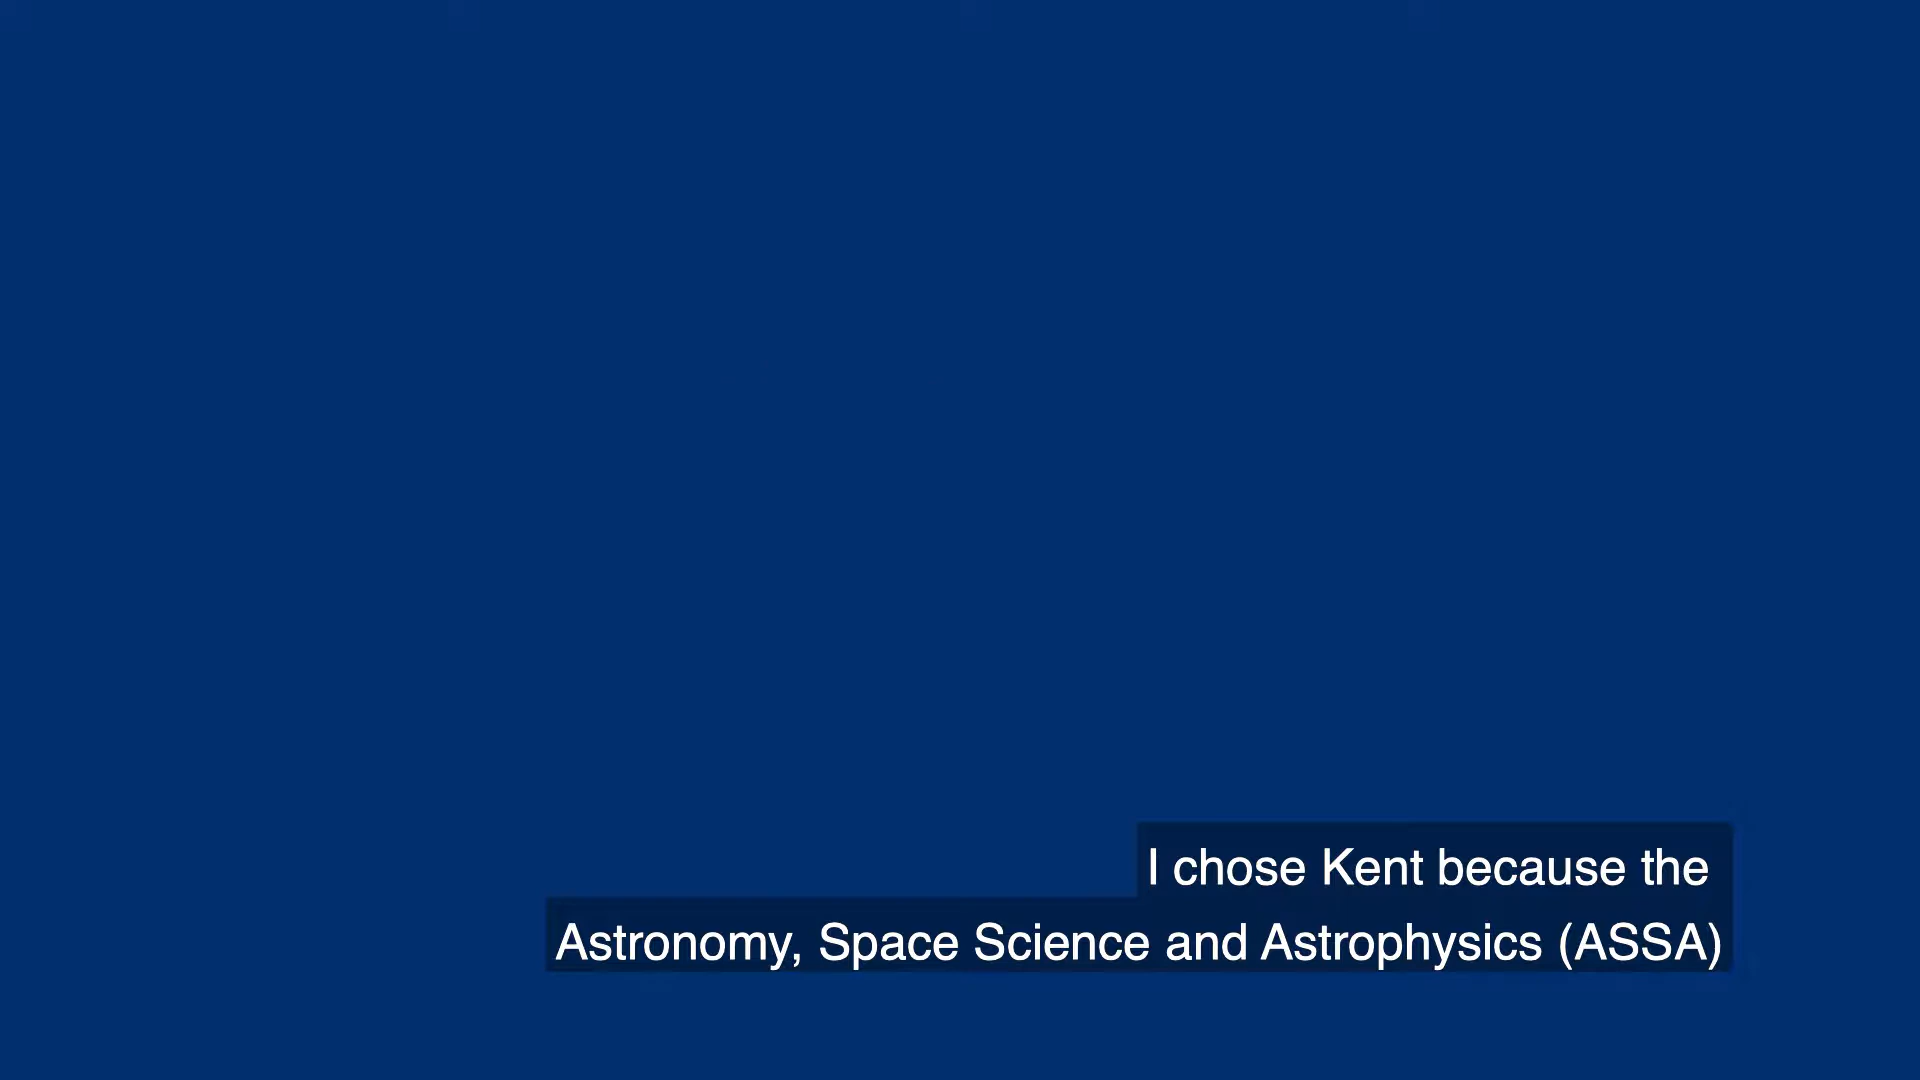 I chose Kent because the
Astronomy, Space Science and Astrophysics (ASSA)